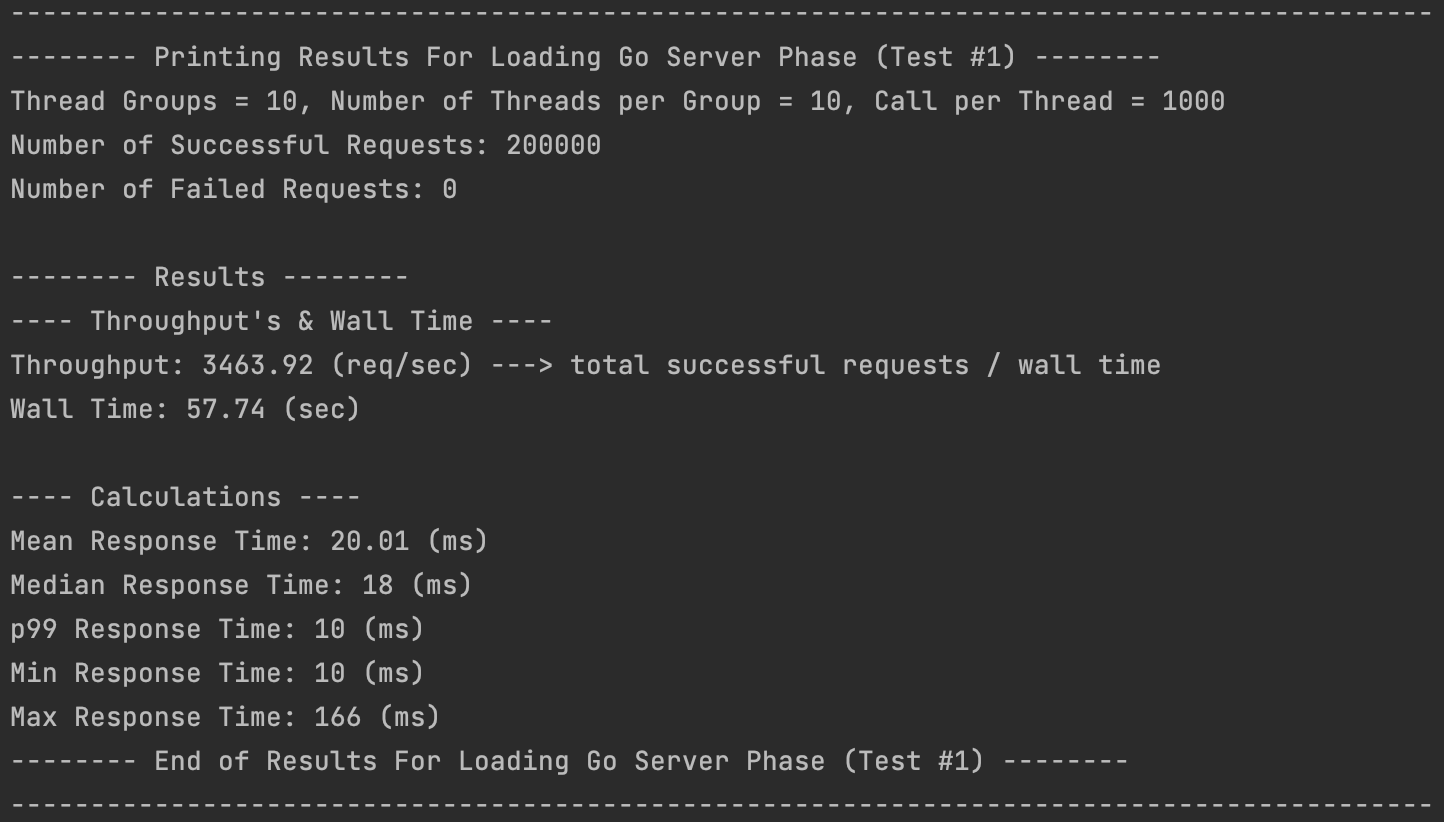 -----------------------------------------------------------------------------------------
-------- Printing Results For Loading Go Server Phase (Test #1) --------
Thread Groups = 10, Number of Threads per Group = 10, Call per Thread = 1000
Number of Successful Requests: 200000
Number of Failed Requests: 0
-------- Results --------
---- Throughput's & Wall Time ----
Throughput: 3463.92 (req/sec) ---> total successful requests / wall time
Wall Time: 57.74 (sec)
---- Calculations ----
Mean Response Time: 20.01 (ms)
Median Response Time: 18 (ms)
p99 Response Time: 10 (ms)
Min Response Time: 10 (ms)
Max Response Time: 166 (ms)
-------- End of Results For Loading Go Server Phase (Test #1) --------
-----------------------------------------------------------------------------------------